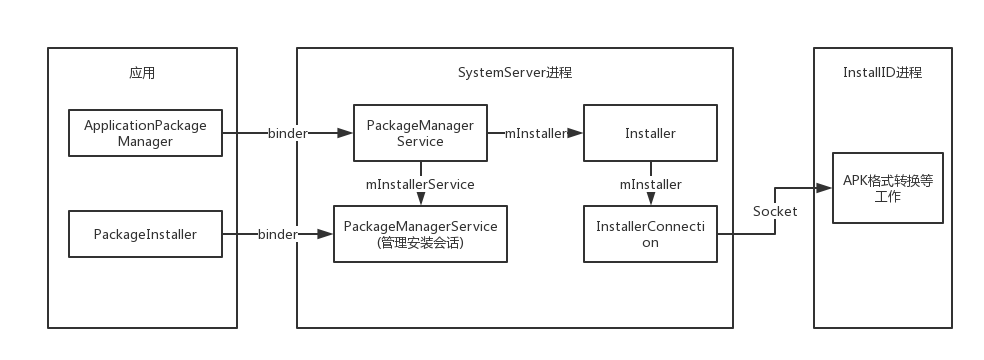 应用
ApplicationPackage
Manager
PackageInstaller
binder
binder
SystemServer进程
PackageManager
Service
mInstaller
Installer
mInstallerService
mInstaller
PackageManagerService
(管理安装会话)
InstallerConnecti
on
Socket
InstallID进程
APK格式转换等
工作